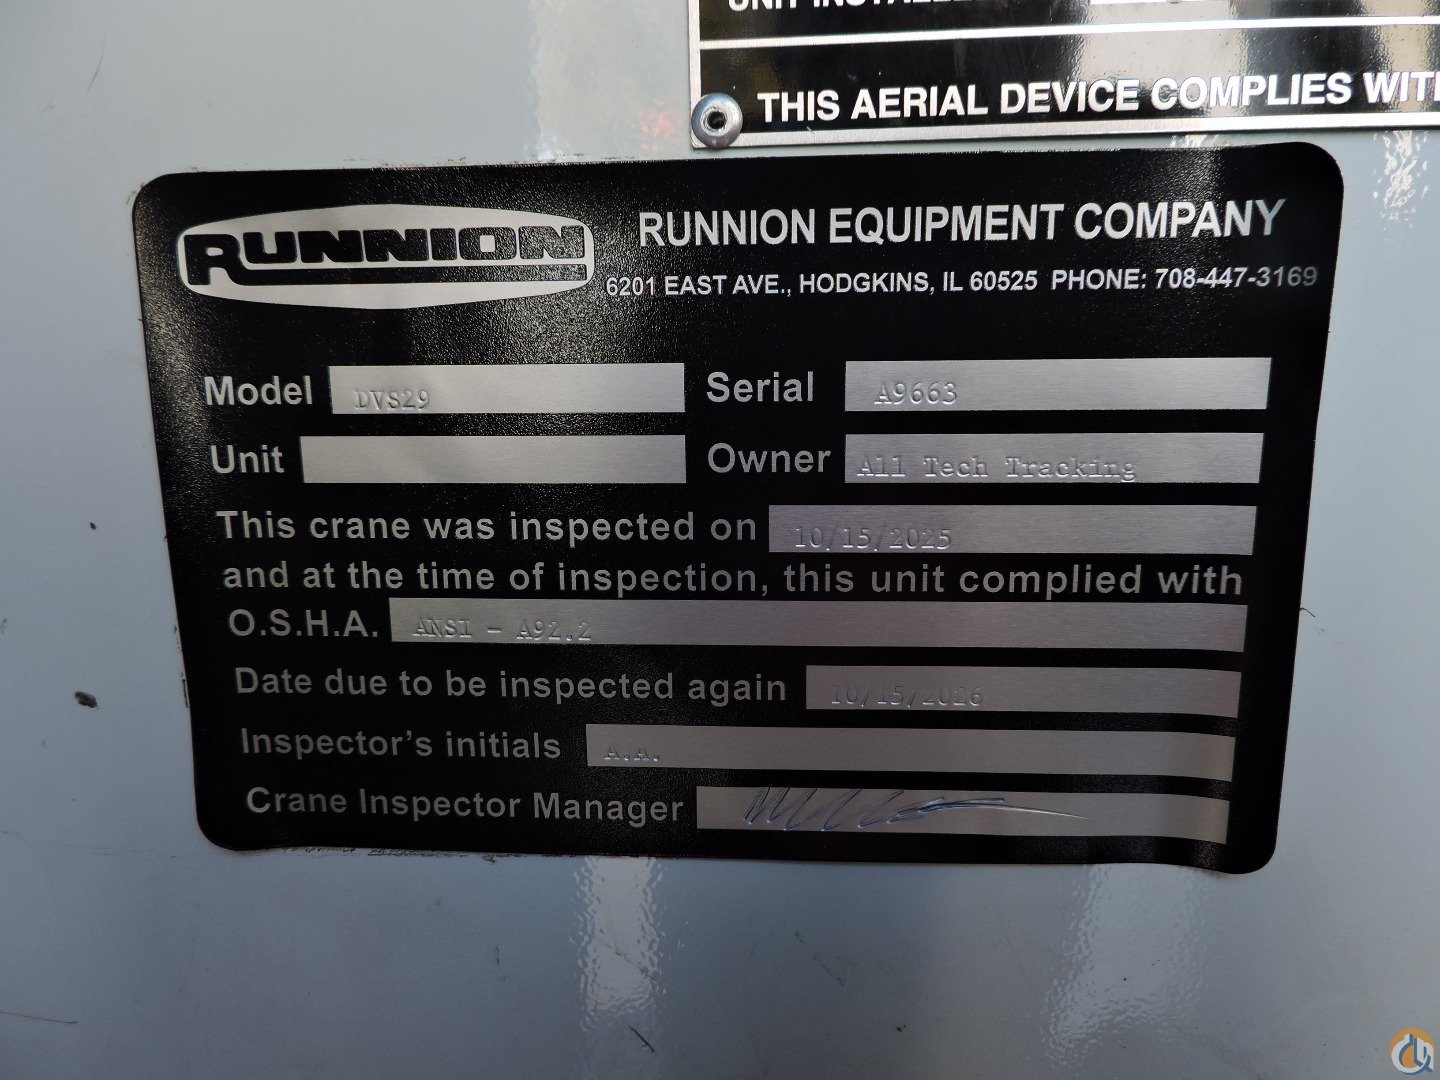 THIS AERIAL DEVICE COMPLIES
RUNNION
RUNNION EQUIPMENT COMPANY
6201 EAST AVE., HODGKINS, IL 60525 PHONE: 708-447-3169
Model DVS29 Serial A9663
Unit Owner All Tech Tracking
This crane was inspected on 10/15/2025
and at the time of inspection, this unit complied with
O.S.H.A. ANSI - A92.2
Date due to be inspected again 10/15/2026
Inspector's initials A.A.
Crane Inspector Manager